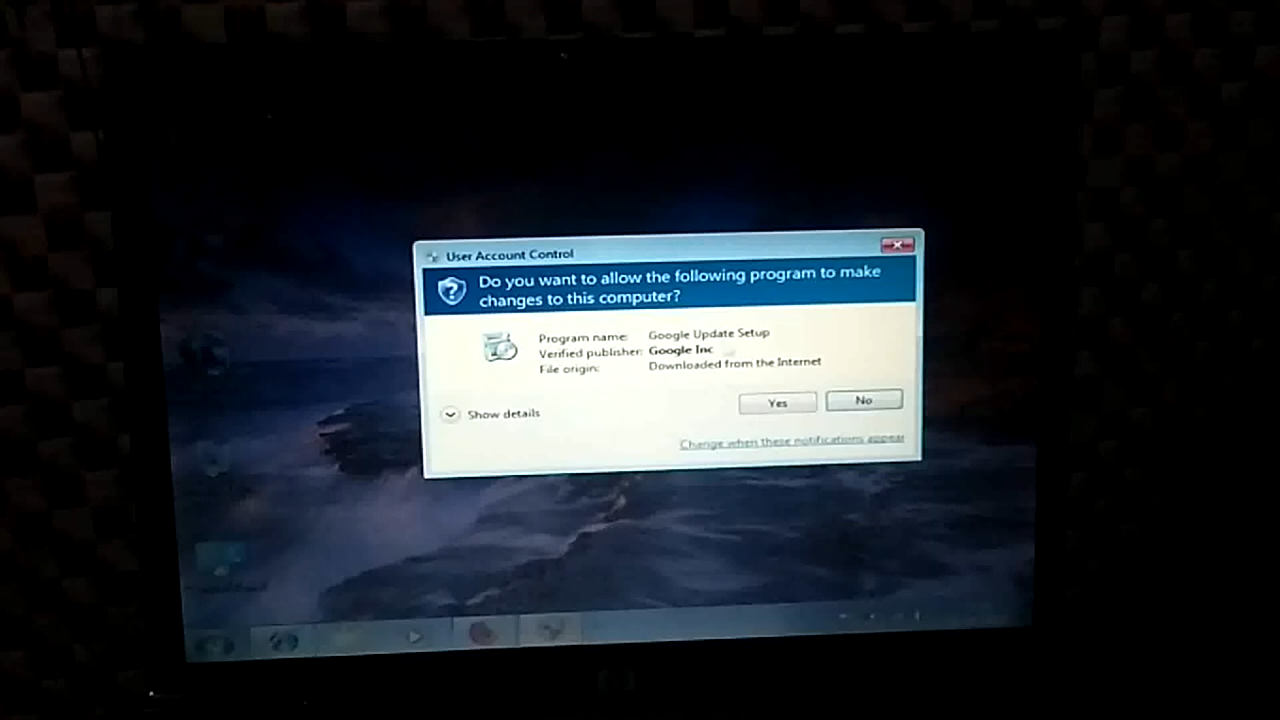 User Account Control
Do you want to allow the following program to make
changes to this computer?
Program name: Google Update Setup
Verified publisher: Google Inc
File origin: Downloaded from the Internet
Show details
Yes No
Change when these notifications appear